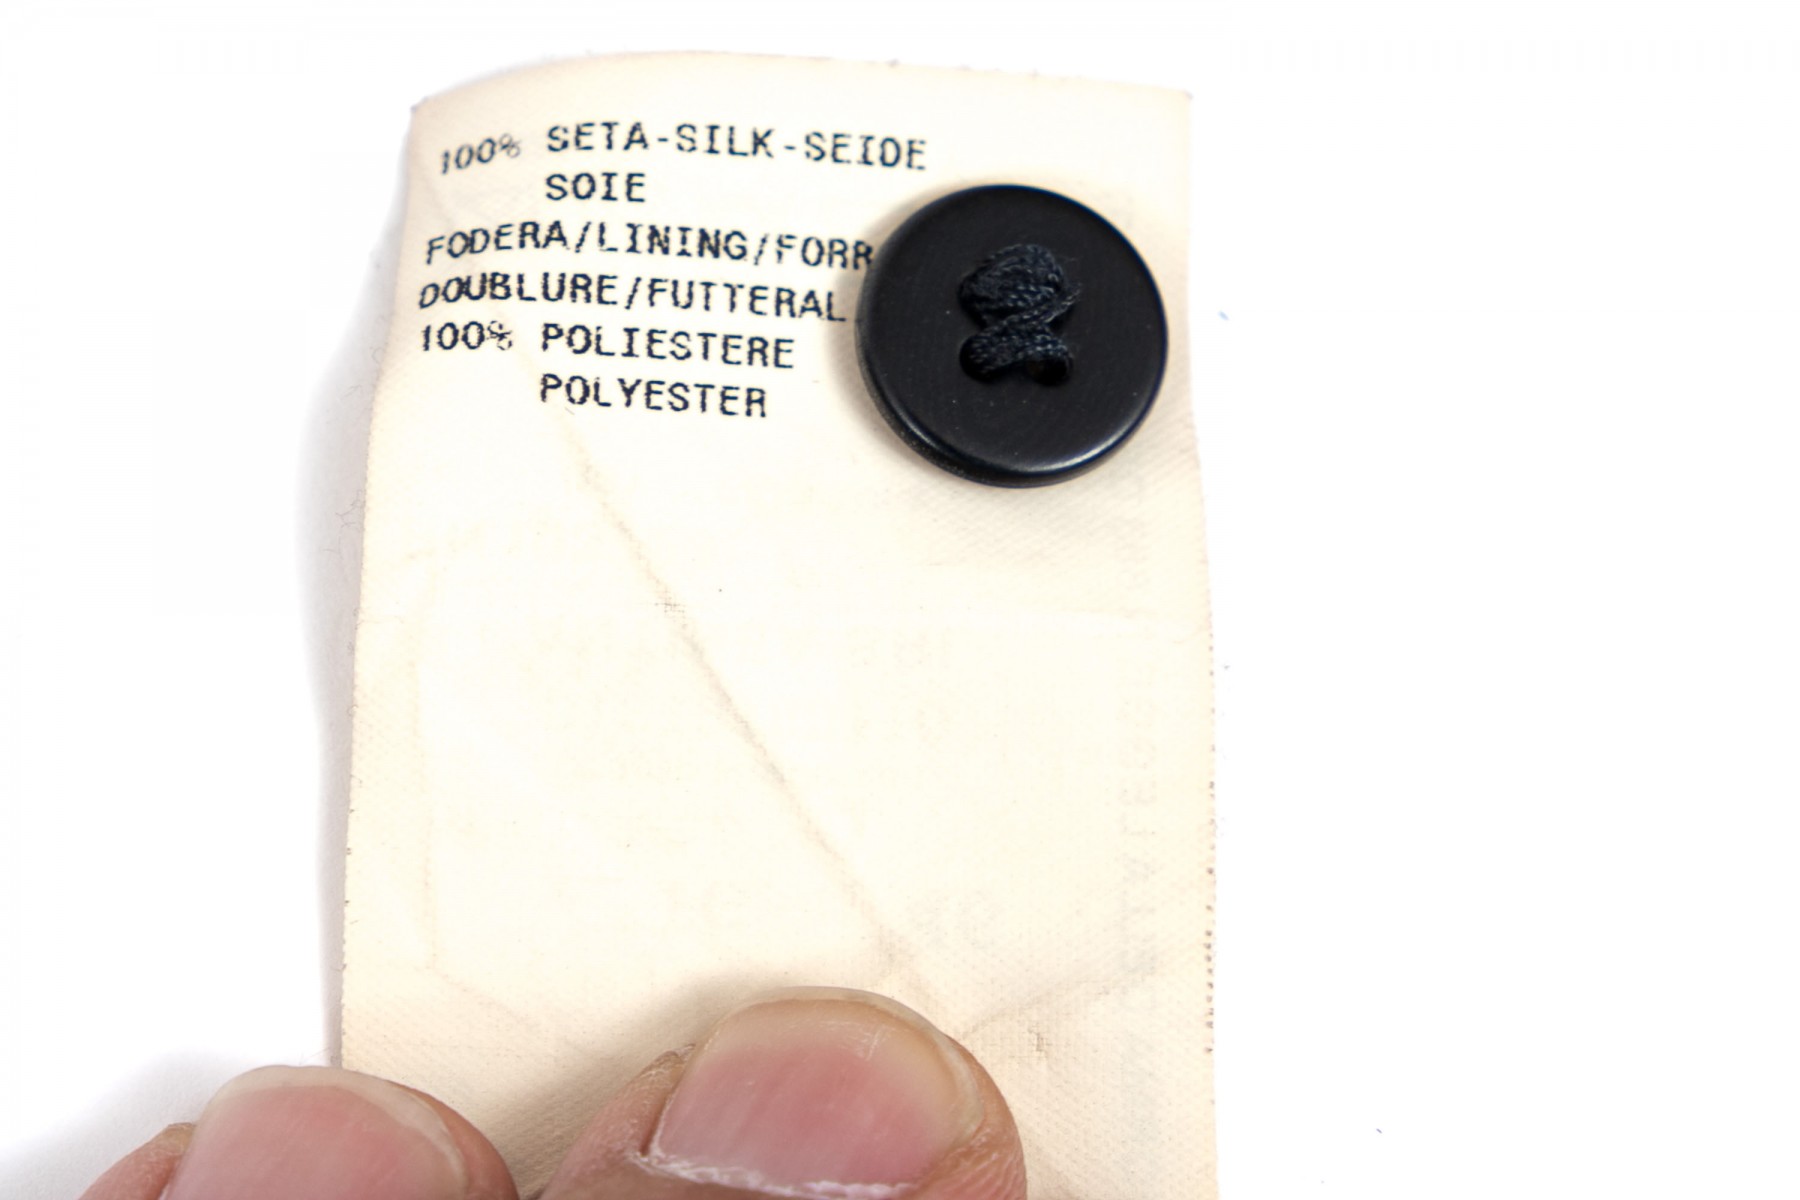 100% SETA-SILK-SEIDE
SOIE
FODERA/LINING/FORR
DOUBLURE/FUTTERAL
100% POLIESTERE
POLYESTER